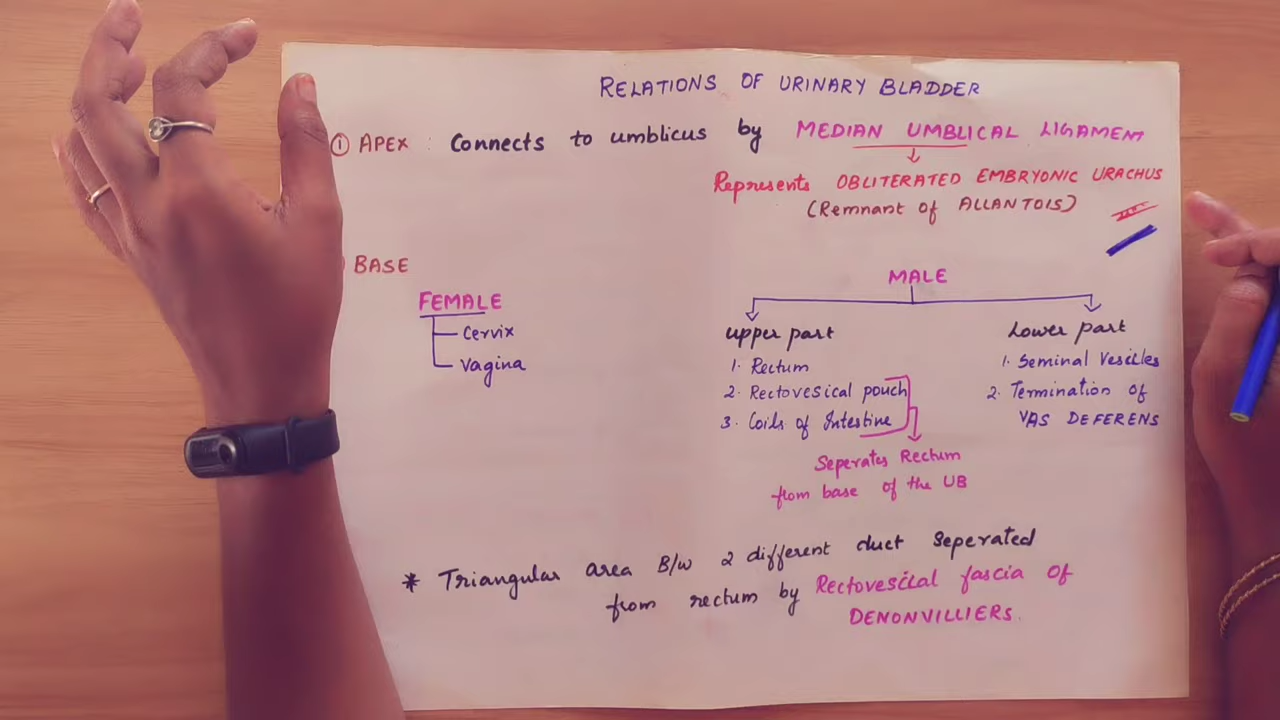 RELATIONS OF URINARY BLADDER
① APEX : Connects to umblicus by MEDIAN UMBLICAL LIGAMENT
Represents OBLITERATED EMBRYONIC URACHUS
(Remnant of ALLANTOIS)
BASE
FEMALE
Cervix
Vagina
MALE
upper part
1. Rectum
2. Rectovesical pouch
3. Coils of Intestine
Seperates Rectum
from base of the UB
Lower part
1. Seminal Vesicles
2. Termination of
VAS DEFERENS
* Triangular area B/w 2 different duct seperated
from rectum by Rectovesical fascia of
DENONVILLIERS.